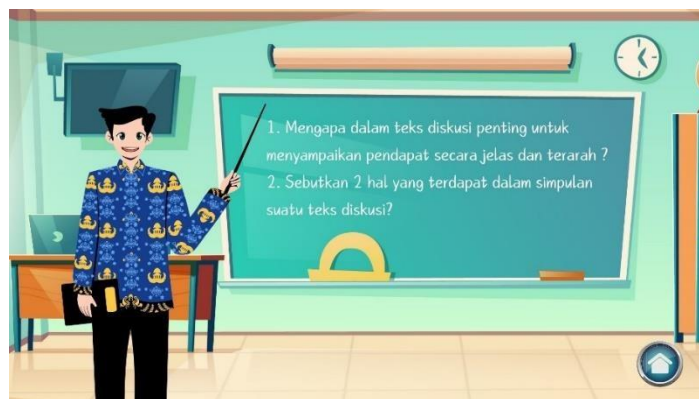 1. Mengapa dalam teks diskusi penting untuk
menyampaikan pendapat secara jelas dan terarah ?
2. Sebutkan 2 hal yang terdapat dalam simpulan
suatu teks diskusi?